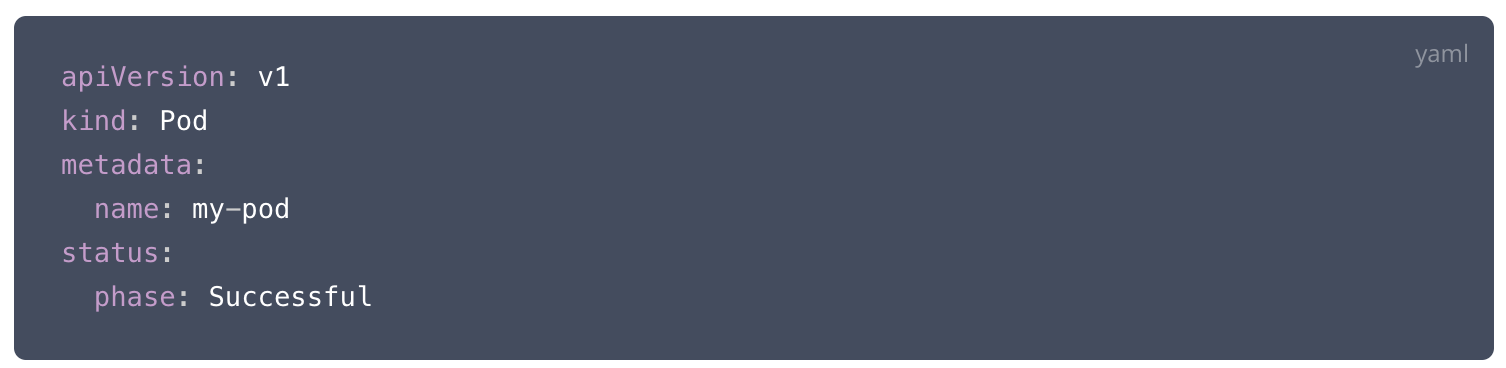 yaml
apiVersion: v1
kind: Pod
metadata:
  name: my-pod
status:
  phase: Successful